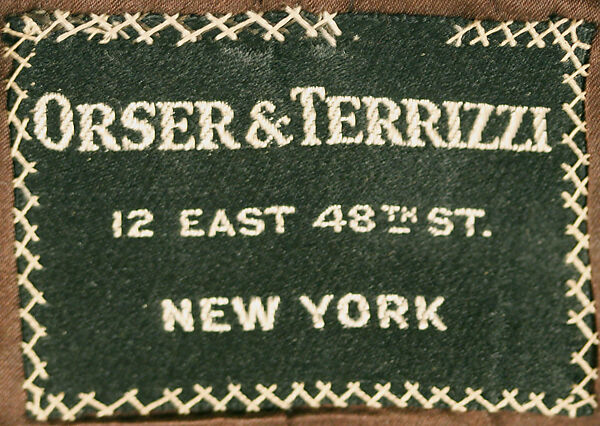 ORSER & TERRIZZI
12 EAST 48TH ST.
NEW YORK